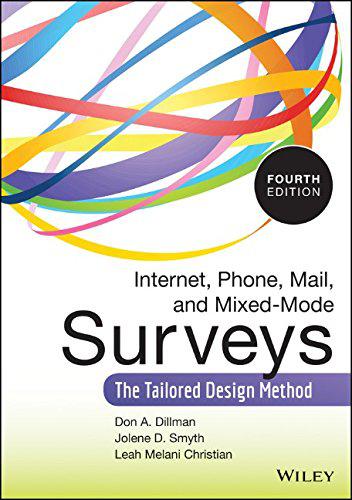 FOURTH
EDITION
Internet, Phone, Mail,
and Mixed-Mode
Surveys
The Tailored Design Method
Don A. Dillman
Jolene D. Smyth
Leah Melani Christian
WILEY